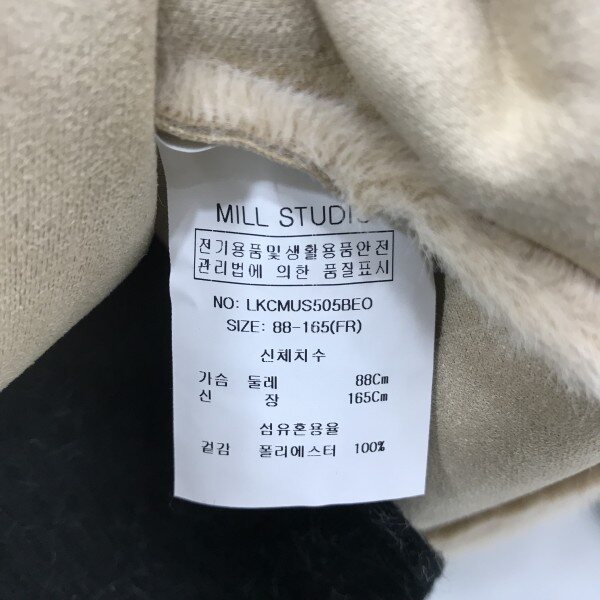 MILL STUDIO
전기용품및생활용품안전
관리법에 의한 품질표시
NO: LKCMUS505BEO
SIZE: 88-165(FR)
신체치수
가슴 둘레 88Cm
신 장 165Cm
섬유혼용율
겉감 폴리에스터 100%